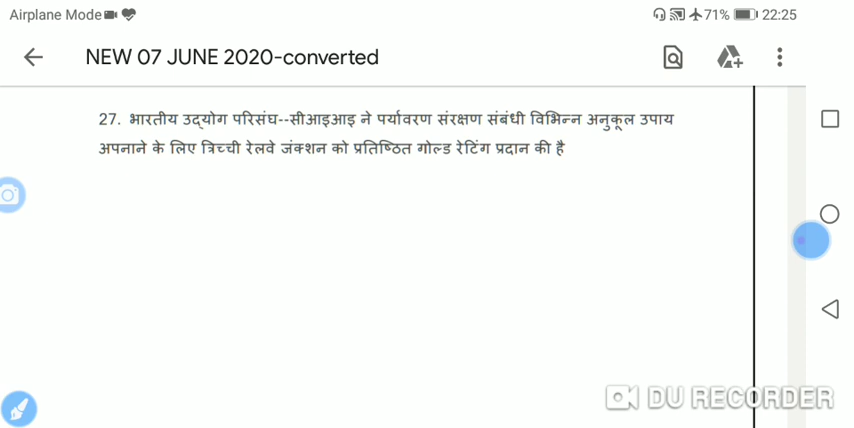 Airplane Mode 71% 22:25
NEW 07 JUNE 2020-converted
27. भारतीय उद्योग परिसंघ--सीआइआइ ने पर्यावरण संरक्षण संबंधी विभिन्न अनुकूल उपाय
अपनाने के लिए त्रिच्ची रेलवे जंक्शन को प्रतिष्ठित गोल्ड रेटिंग प्रदान की है
DU RECORDER